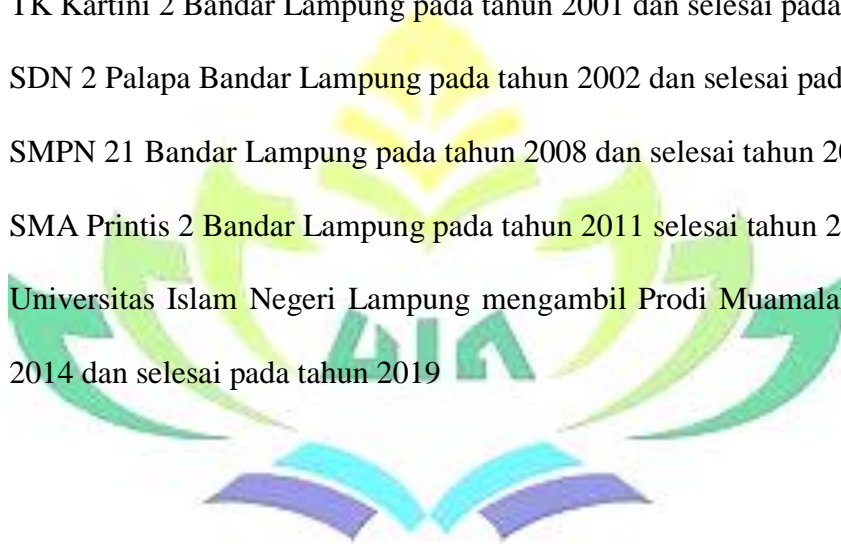 TK Kartini 2 Bandar Lampung pada tahun 2001 dan selesai pada
SDN 2 Palapa Bandar Lampung pada tahun 2002 dan selesai
SMPN 21 Bandar Lampung pada tahun 2008 dan selesai tahun
SMA Printis 2 Bandar Lampung pada tahun 2011 selesai tahun
Universitas Islam Negeri Lampung mengambil Prodi
2014 dan selesai pada tahun 2019